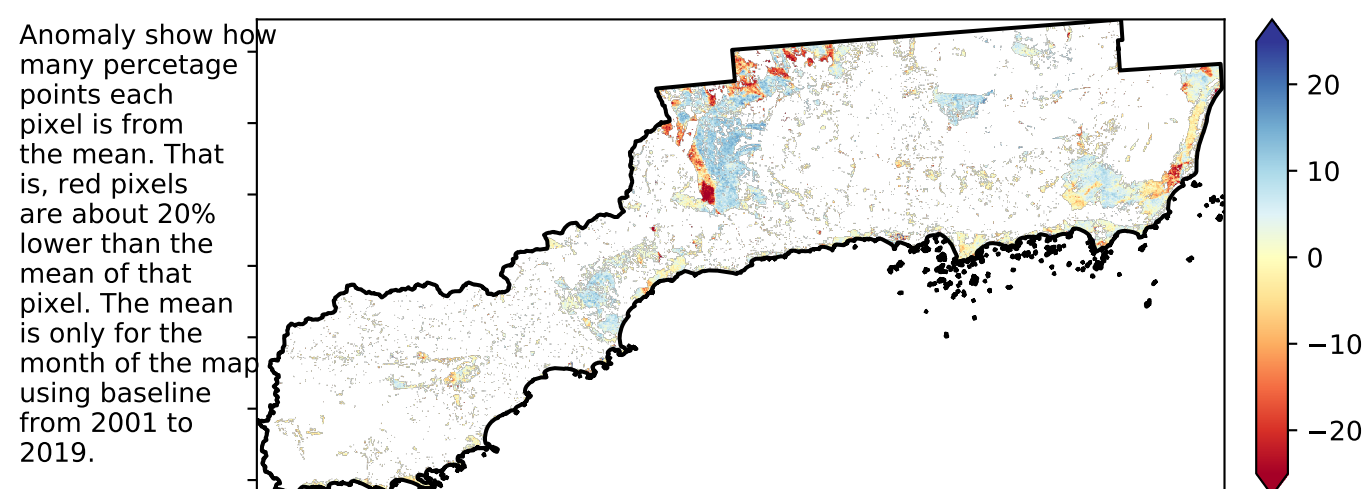 Anomaly show how
many percetage
points each
pixel is from
the mean. That
is, red pixels
are about 20%
lower than the
mean of that
pixel. The mean
is only for the
month of the map
using baseline
from 2001 to
2019.
20
10
0
−10
−20